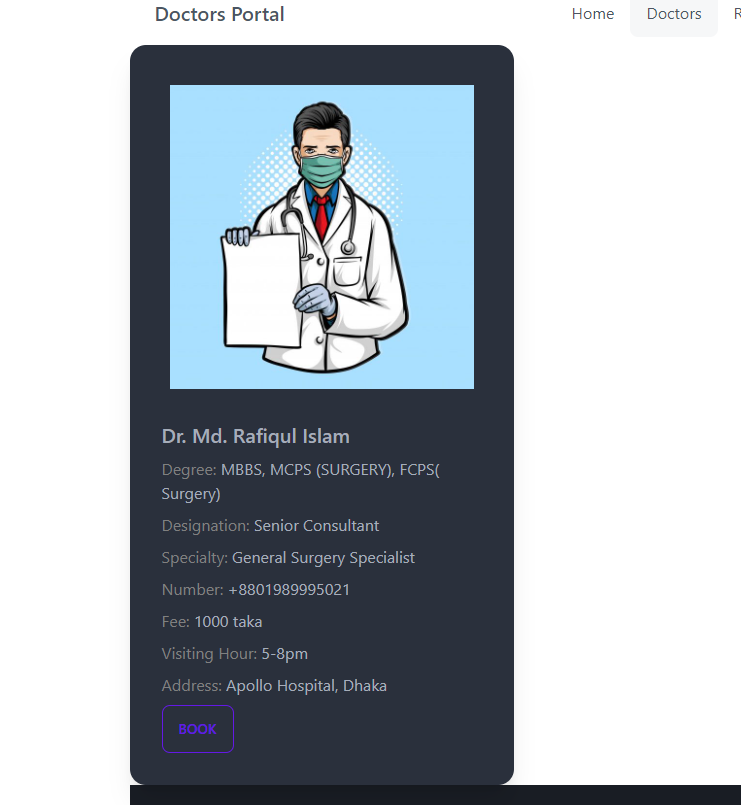 Doctors Portal
Home Doctors R
Dr. Md. Rafiqul Islam
Degree: MBBS, MCPS (SURGERY), FCPS(
Surgery)
Designation: Senior Consultant
Specialty: General Surgery Specialist
Number: +8801989995021
Fee: 1000 taka
Visiting Hour: 5-8pm
Address: Apollo Hospital, Dhaka
BOOK